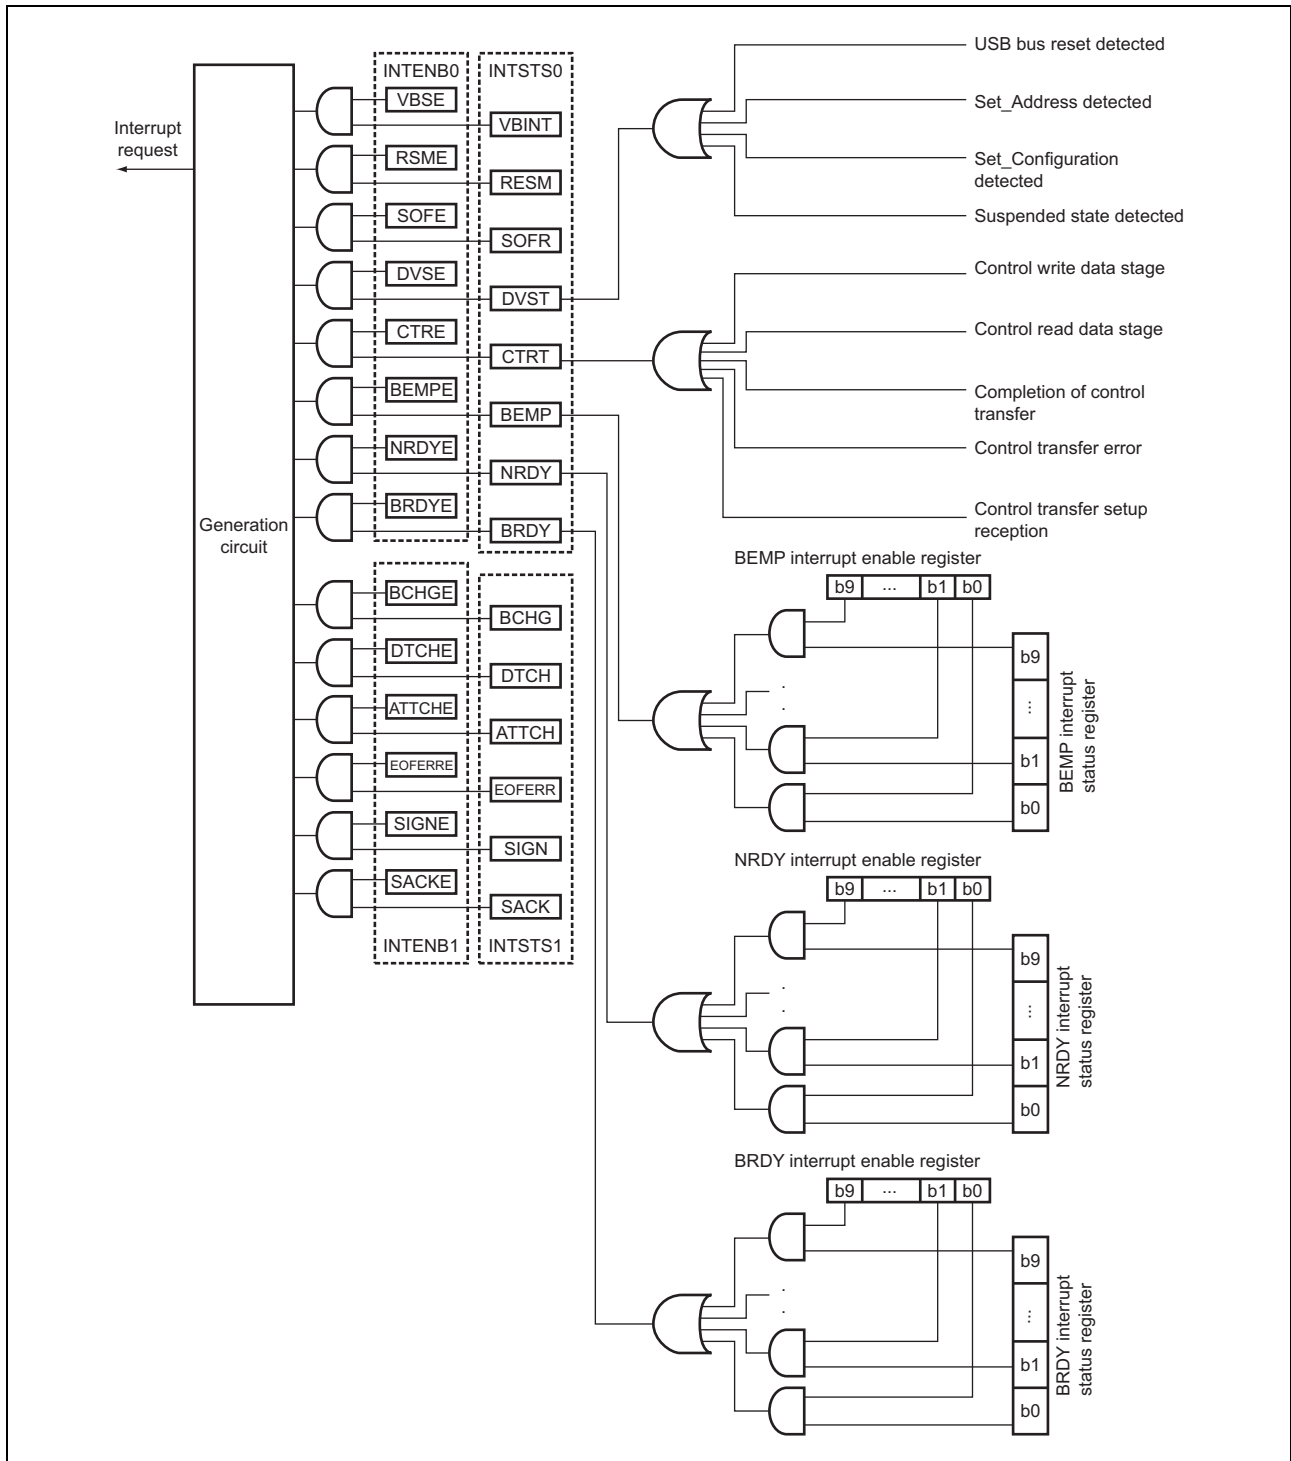 Interrupt
request
Generation
circuit
INTENB0
VBSE
RSME
SOFE
DVSE
CTRE
BEMPE
NRDYE
BRDYE
INTSTS0
VBINT
RESM
SOFR
DVST
CTRT
BEMP
NRDY
BRDY
BCHGE
DTCHE
ATTCHE
EOFERRE
SIGNE
SACKE
INTENB1
BCHG
DTCH
ATTCH
EOFERR
SIGN
SACK
INTSTS1
USB bus reset detected
Set_Address detected
Set_Configuration
detected
Suspended state detected
Control write data stage
Control read data stage
Completion of control
transfer
Control transfer error
Control transfer setup
reception
BEMP interrupt enable register
b9 ... b1 b0
b9
...
b1
b0
BEMP interrupt
status register
NRDY interrupt enable register
b9 ... b1 b0
b9
...
b1
b0
NRDY interrupt
status register
BRDY interrupt enable register
b9 ... b1 b0
b9
...
b1
b0
BRDY interrupt
status register